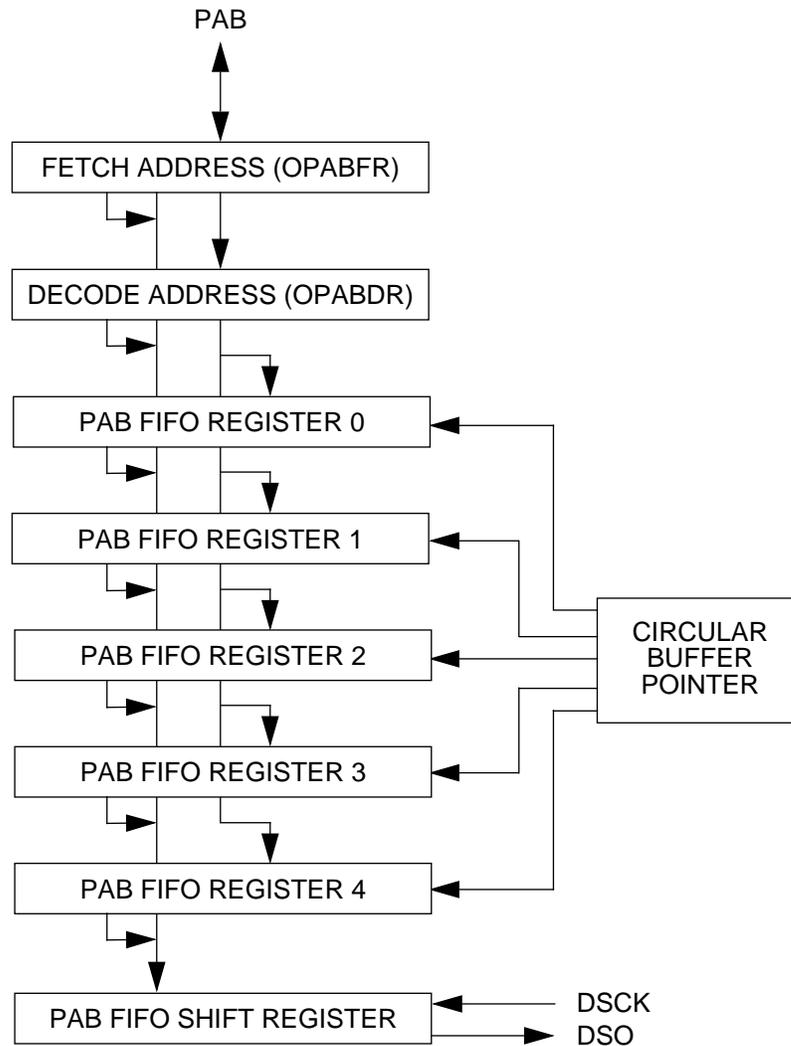 PAB
FETCH ADDRESS (OPABFR)
DECODE ADDRESS (OPABDR)
PAB FIFO REGISTER 0
PAB FIFO REGISTER 1
PAB FIFO REGISTER 2
PAB FIFO REGISTER 3
PAB FIFO REGISTER 4
CIRCULAR
BUFFER
POINTER
PAB FIFO SHIFT REGISTER
DSCK
DSO